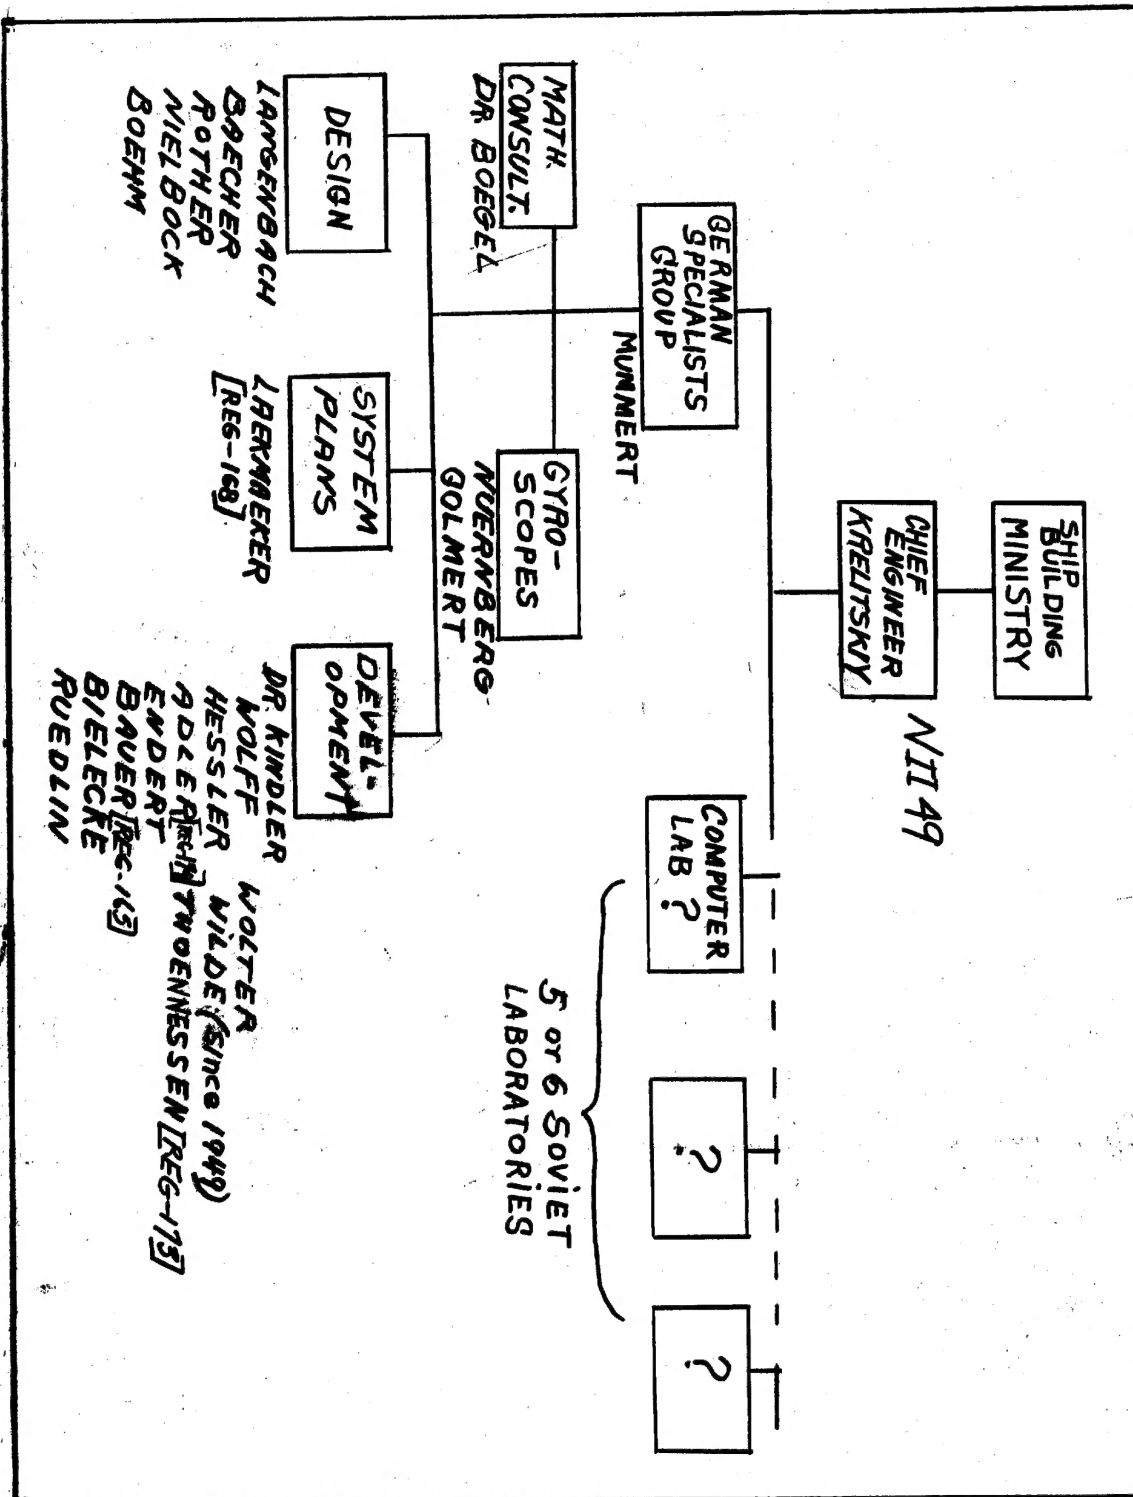 SHIP
BUILDING
MINISTRY
CHIEF
ENGINEER
KRELITSKIY
NII 49
GERMAN
SPECIALISTS
GROUP
MUMMERT
COMPUTER
LAB ?
?
?
5 or 6 SOVIET
LABORATORIES
MATH.
CONSULT.
DR BOEGEL
GYRO-
SCOPES
NUERNBERG
GOLMERT
DESIGN
LANGENBACH
BAECHER
ROTHER
NIELBOCK
BOEHM
SYSTEM
PLANS
LAEKMAEKER
[REG-168]
DEVEL-
OPMENT
DR. KINDLER
WOLFF WOLTER
HESSLER WILDE (since 1949)
ADLER THOENNESSEN [REG-173]
ENDERT
BAUER [REG-165]
BIELECKE
RUEDLIN